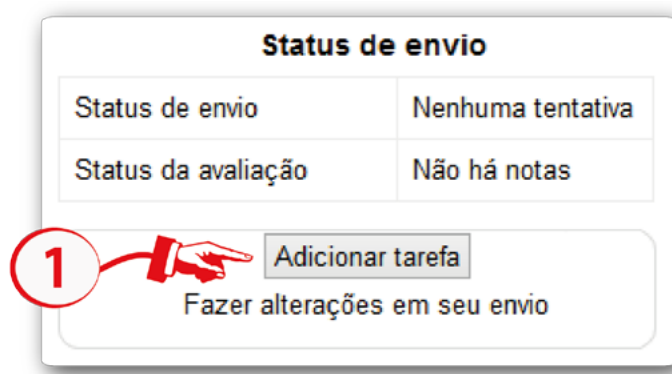 Status de envio
Status de envio Nenhuma tentativa
Status da avaliação Não há notas
1
Adicionar tarefa
Fazer alterações em seu envio